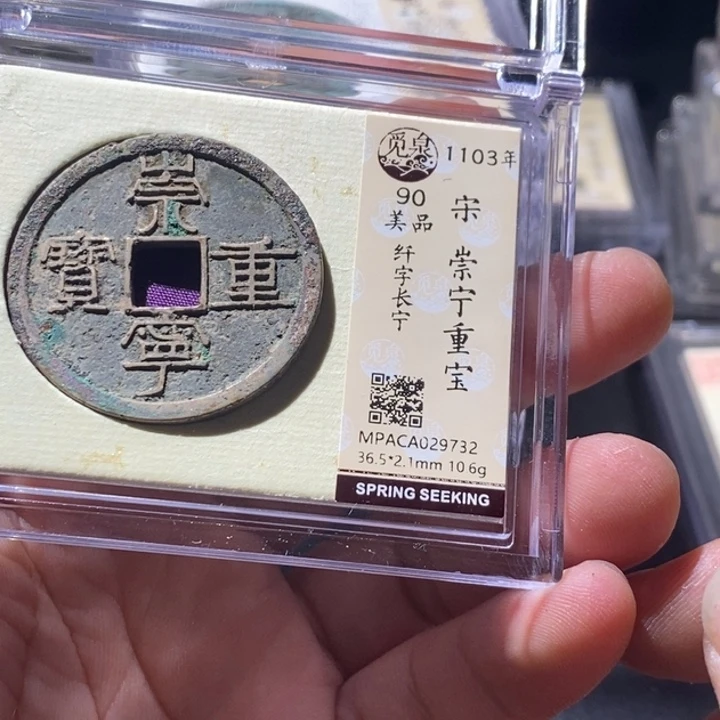 崇
寧
重
寶
觅泉
1103年
90
美品
宋 崇宁重宝
纤字长宁
MPACA029732
36.5*2.1mm 10.6g
SPRING SEEKING